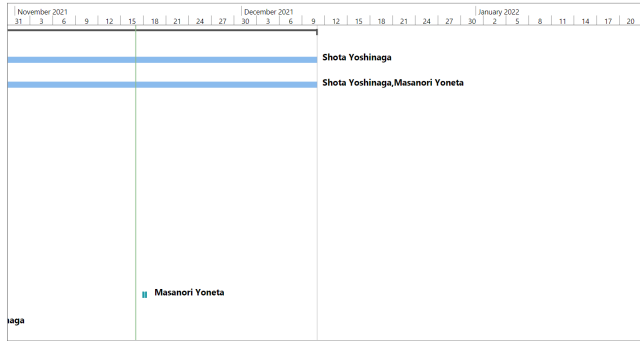 November 2021 December 2021 January 2022
31 3 6 9 12 15 18 21 24 27 30 3 6 9 12 15 18 21 24 27 30 2 5 8 11 14 17 20
Shota Yoshinaga
Shota Yoshinaga,Masanori Yoneta
Masanori Yoneta
naga